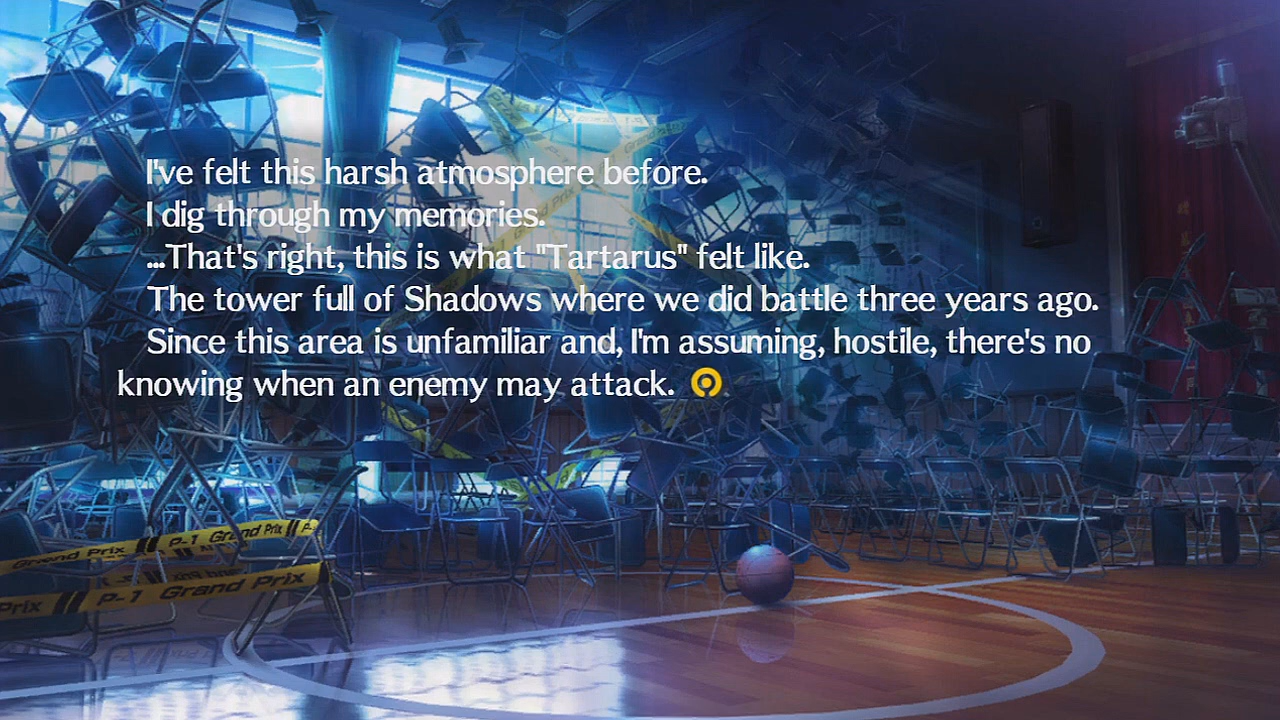 I've felt this harsh atmosphere before.
I dig through my memories.
...That's right, this is what "Tartarus" felt like.
The tower full of Shadows where we did battle three years ago.
Since this area is unfamiliar and, I'm assuming, hostile, there's no
knowing when an enemy may attack.
Grand Prix P-1 Grand Prix P-1
Prix P-1 Grand Prix